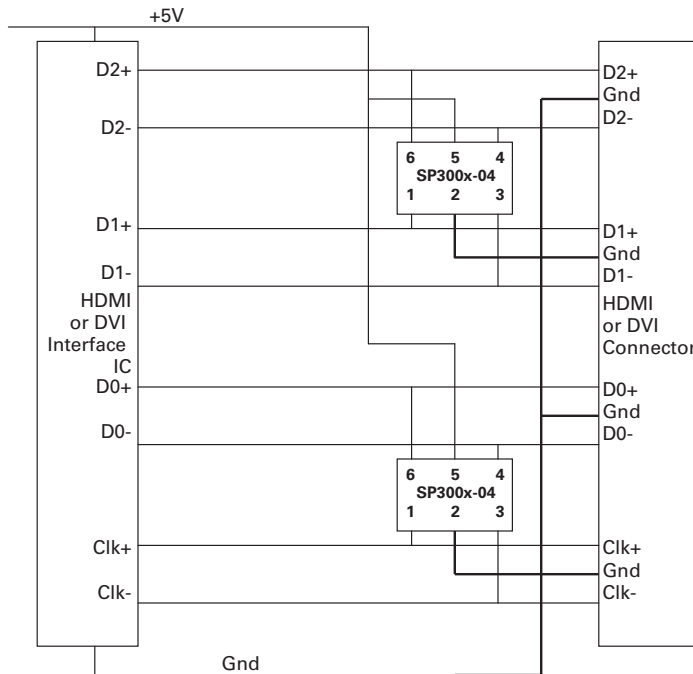 +5V
D2+
D2-
D1+
D1-
HDMI
or DVI
Interface
IC
D0+
D0-
Clk+
Clk-
Gnd
6 5 4
SP300x-04
1 2 3
6 5 4
SP300x-04
1 2 3
D2+
Gnd
D2-
D1+
Gnd
D1-
HDMI
or DVI
Connector
D0+
Gnd
D0-
Clk+
Gnd
Clk-